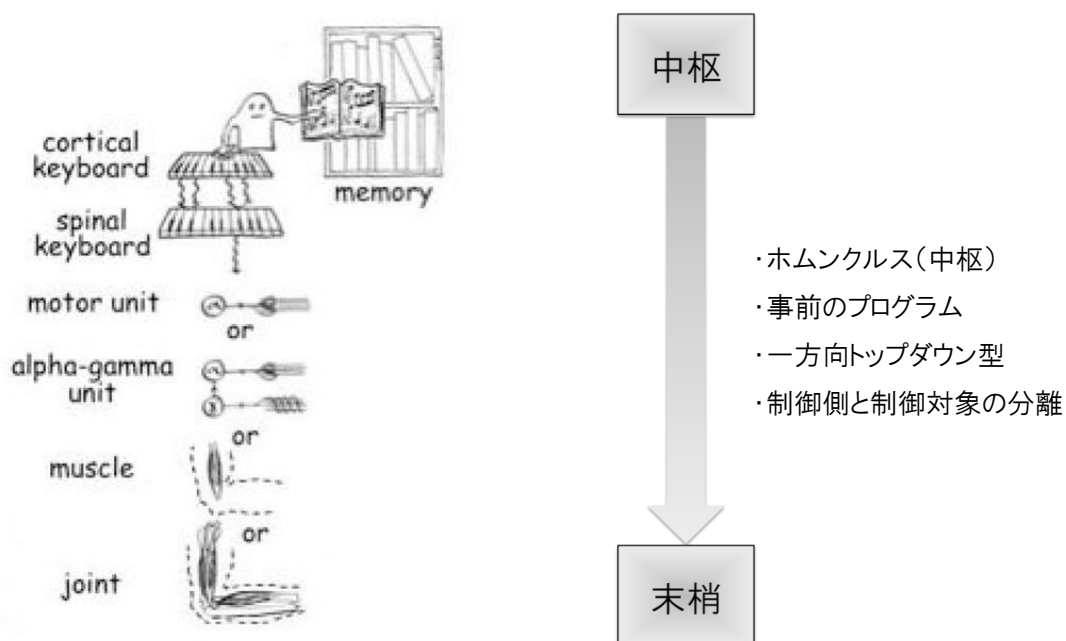 cortical
keyboard
memory
spinal
keyboard
motor unit
or
alpha-gamma
unit
or
muscle
or
joint
中枢
・ホムンクルス(中枢)
・事前のプログラム
・一方向トップダウン型
・制御側と制御対象の分離
末梢